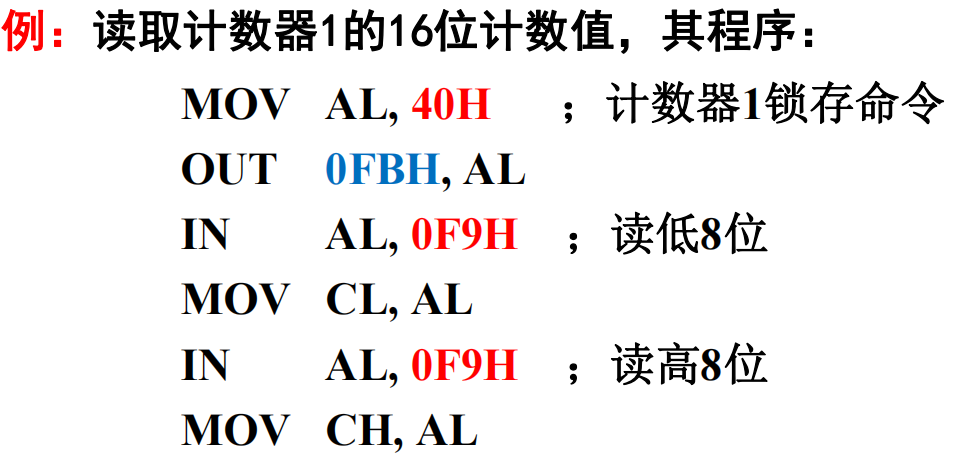 例：读取计数器1的16位计数值，其程序：
MOV AL, 40H ；计数器1锁存命令
OUT 0FBH, AL
IN AL, 0F9H ；读低8位
MOV CL, AL
IN AL, 0F9H ；读高8位
MOV CH, AL